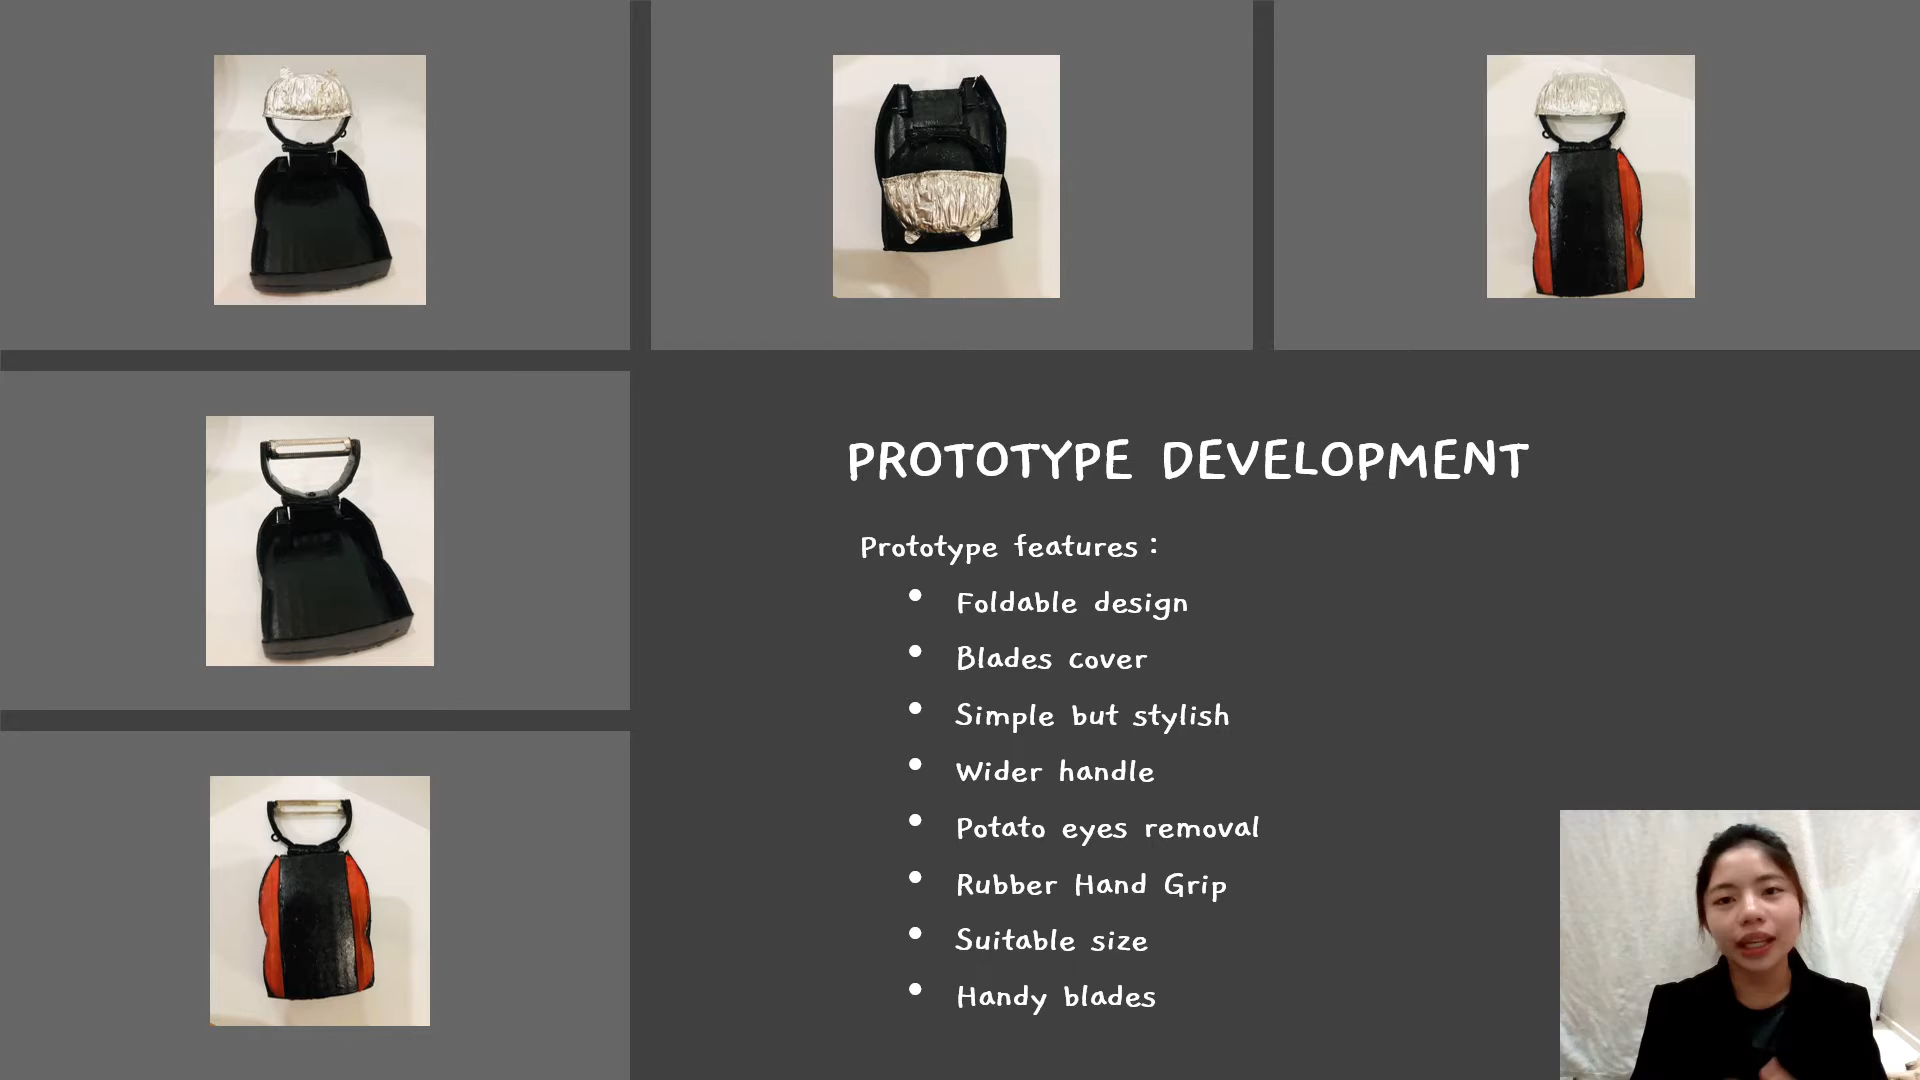 PROTOTYPE DEVELOPMENT
Prototype features :
• Foldable design
• Blades cover
• Simple but stylish
• Wider handle
• Potato eyes removal
• Rubber Hand Grip
• Suitable size
• Handy blades